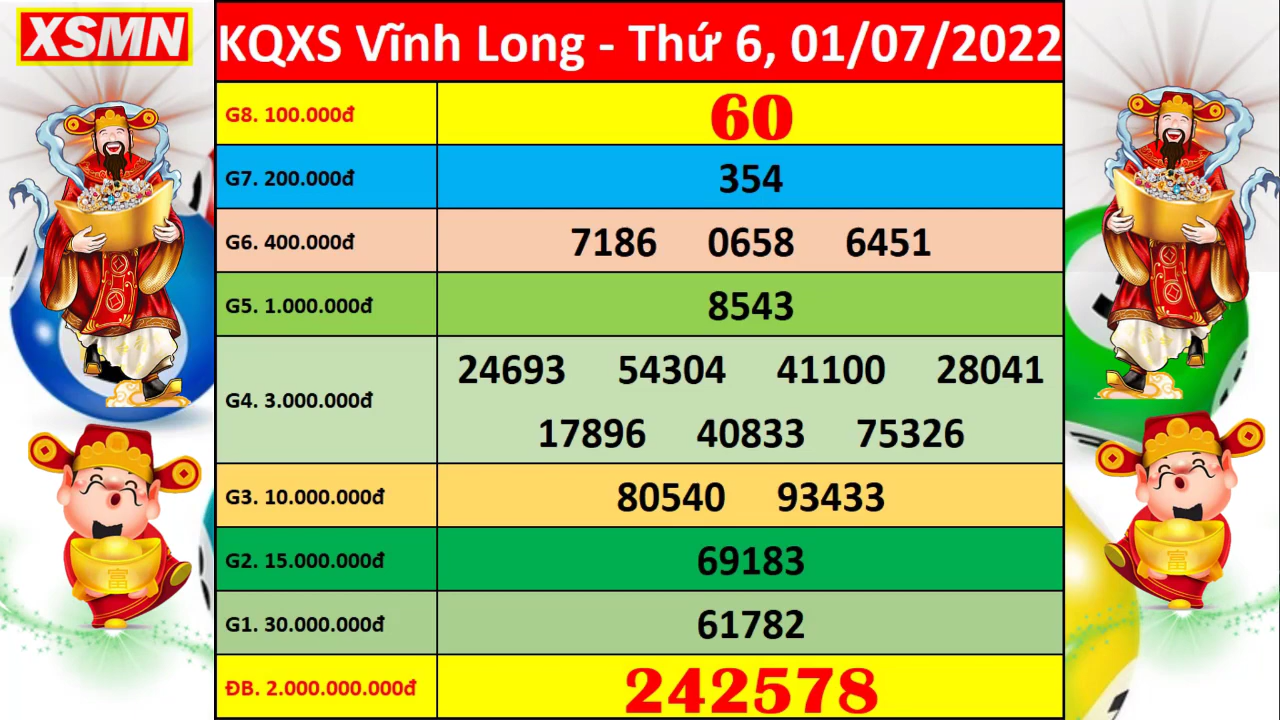 XSMN
KQXS Vĩnh Long - Thứ 6, 01/07/2022
G8. 100.000đ 60
G7. 200.000đ 354
G6. 400.000đ 7186 0658 6451
G5. 1.000.000đ 8543
G4. 3.000.000đ 24693 54304 41100 28041
17896 40833 75326
G3. 10.000.000đ 80540 93433
G2. 15.000.000đ 69183
G1. 30.000.000đ 61782
ĐB. 2.000.000.000đ 242578
富
富